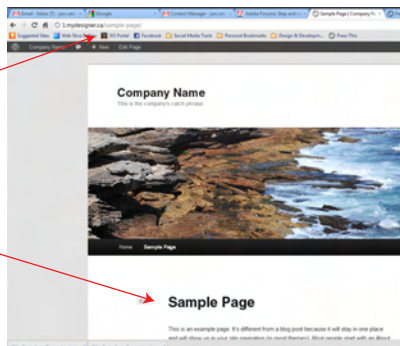 1.mydesigner.ca/sample-page/
Suggested Sites Web Slice Facebook Social Media Tools Personal Bookmarks Design & Developm... Press This
Company Name + New Edit Page
Company Name
This is the company's catch phrase
Home Sample Page
Sample Page
This is an example page. It's different from a blog post because it will stay in one place
and will show up in your site navigation (in most themes). Most people start with an About